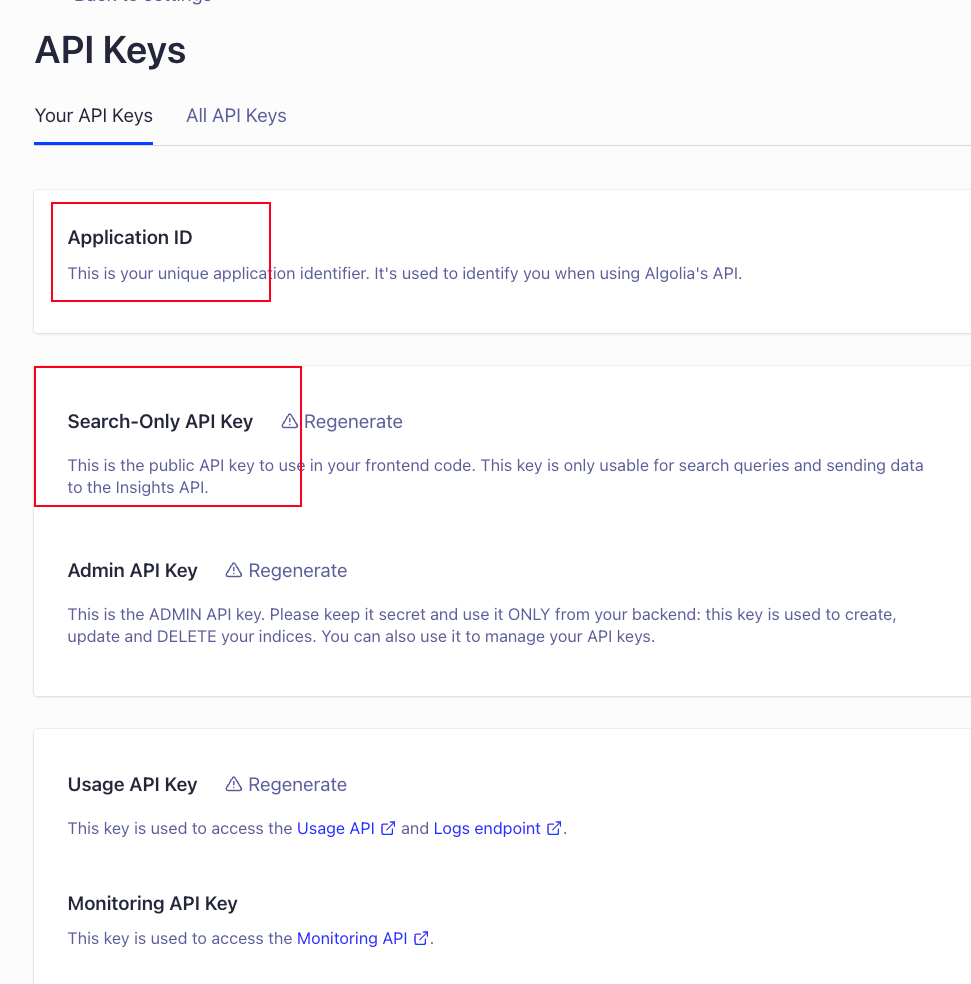 API Keys
Your API Keys
All API Keys
Application ID
This is your unique application identifier. It's used to identify you when using Algolia's API.
Search-Only API Key
Regenerate
This is the public API key to use in your frontend code. This key is only usable for search queries and sending data
to the Insights API.
Admin API Key
Regenerate
This is the ADMIN API key. Please keep it secret and use it ONLY from your backend: this key is used to create,
update and DELETE your indices. You can also use it to manage your API keys.
Usage API Key
Regenerate
This key is used to access the Usage API and Logs endpoint.
Monitoring API Key
This key is used to access the Monitoring API.